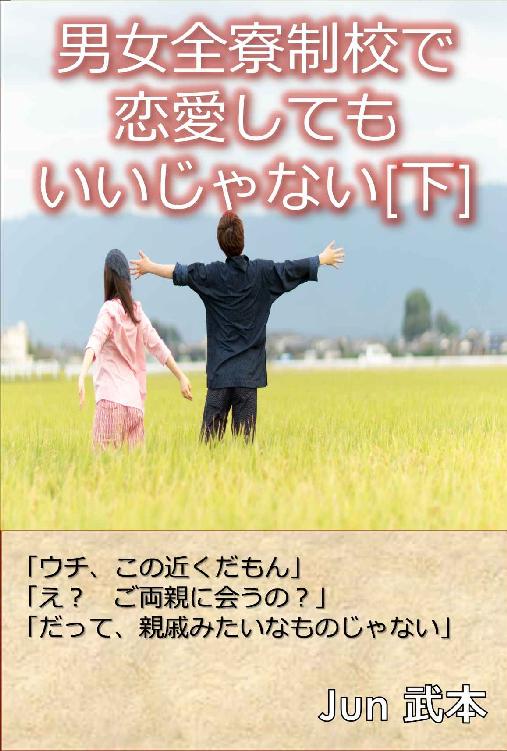 男女全寮制校で
恋愛しても
いいじゃない[下]
「ウチ、この近くだもん」
「え？　ご両親に会うの？」
「だって、親戚みたいなものじゃない」
Jun 武本